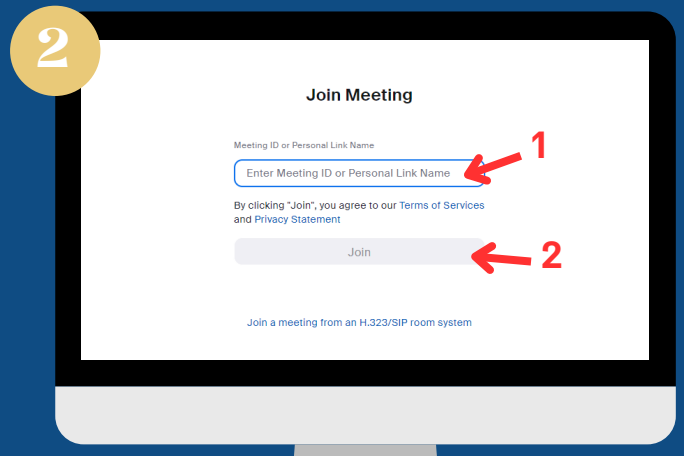 2
Join Meeting
Meeting ID or Personal Link Name
1
Enter Meeting ID or Personal Link Name
By clicking "Join", you agree to our Terms of Services
and Privacy Statement
Join
2
Join a meeting from an H.323/SIP room system